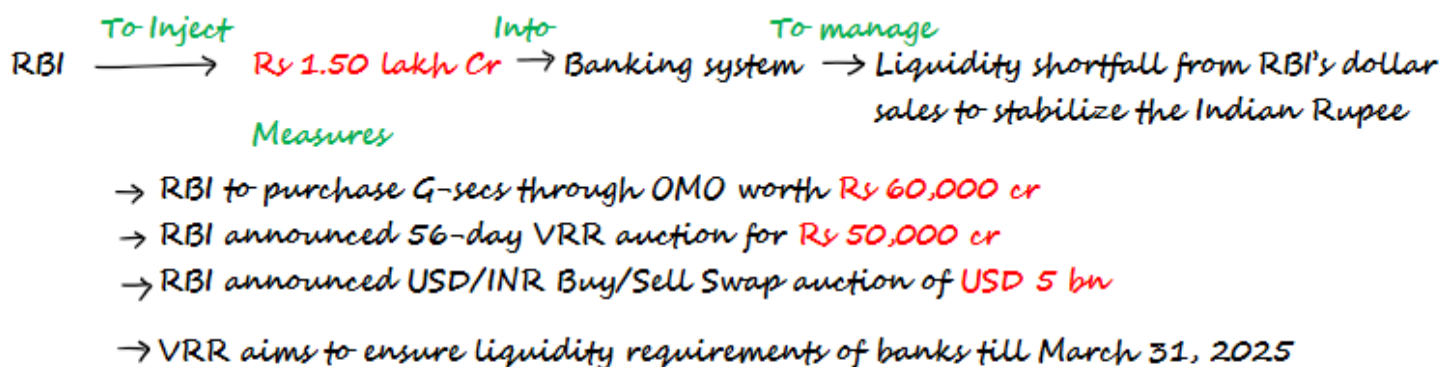 To Inject Into To manage
RBI → Rs 1.50 lakh Cr → Banking system → Liquidity shortfall from RBI's dollar
sales to stabilize the Indian Rupee
Measures
→ RBI to purchase G-secs through OMO worth Rs 60,000 cr
→ RBI announced 56-day VRR auction for Rs 50,000 cr
→ RBI announced USD/INR Buy/Sell Swap auction of USD 5 bn
→ VRR aims to ensure liquidity requirements of banks till March 31, 2025